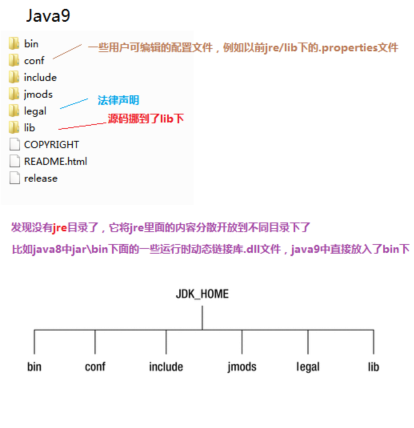 Java9
bin
一些用户可编辑的配置文件，例如以前jre/lib下的.properties文件
conf
include
jmods
法律声明
legal
源码挪到了lib下
lib
COPYRIGHT
README.html
release
发现没有jre目录了，它将jre里面的内容分散开放到不同目录下了
比如java8中jar\bin下面的一些运行时动态链接库.dll文件，java9中直接放入了bin下
JDK_HOME
bin conf include jmods legal lib